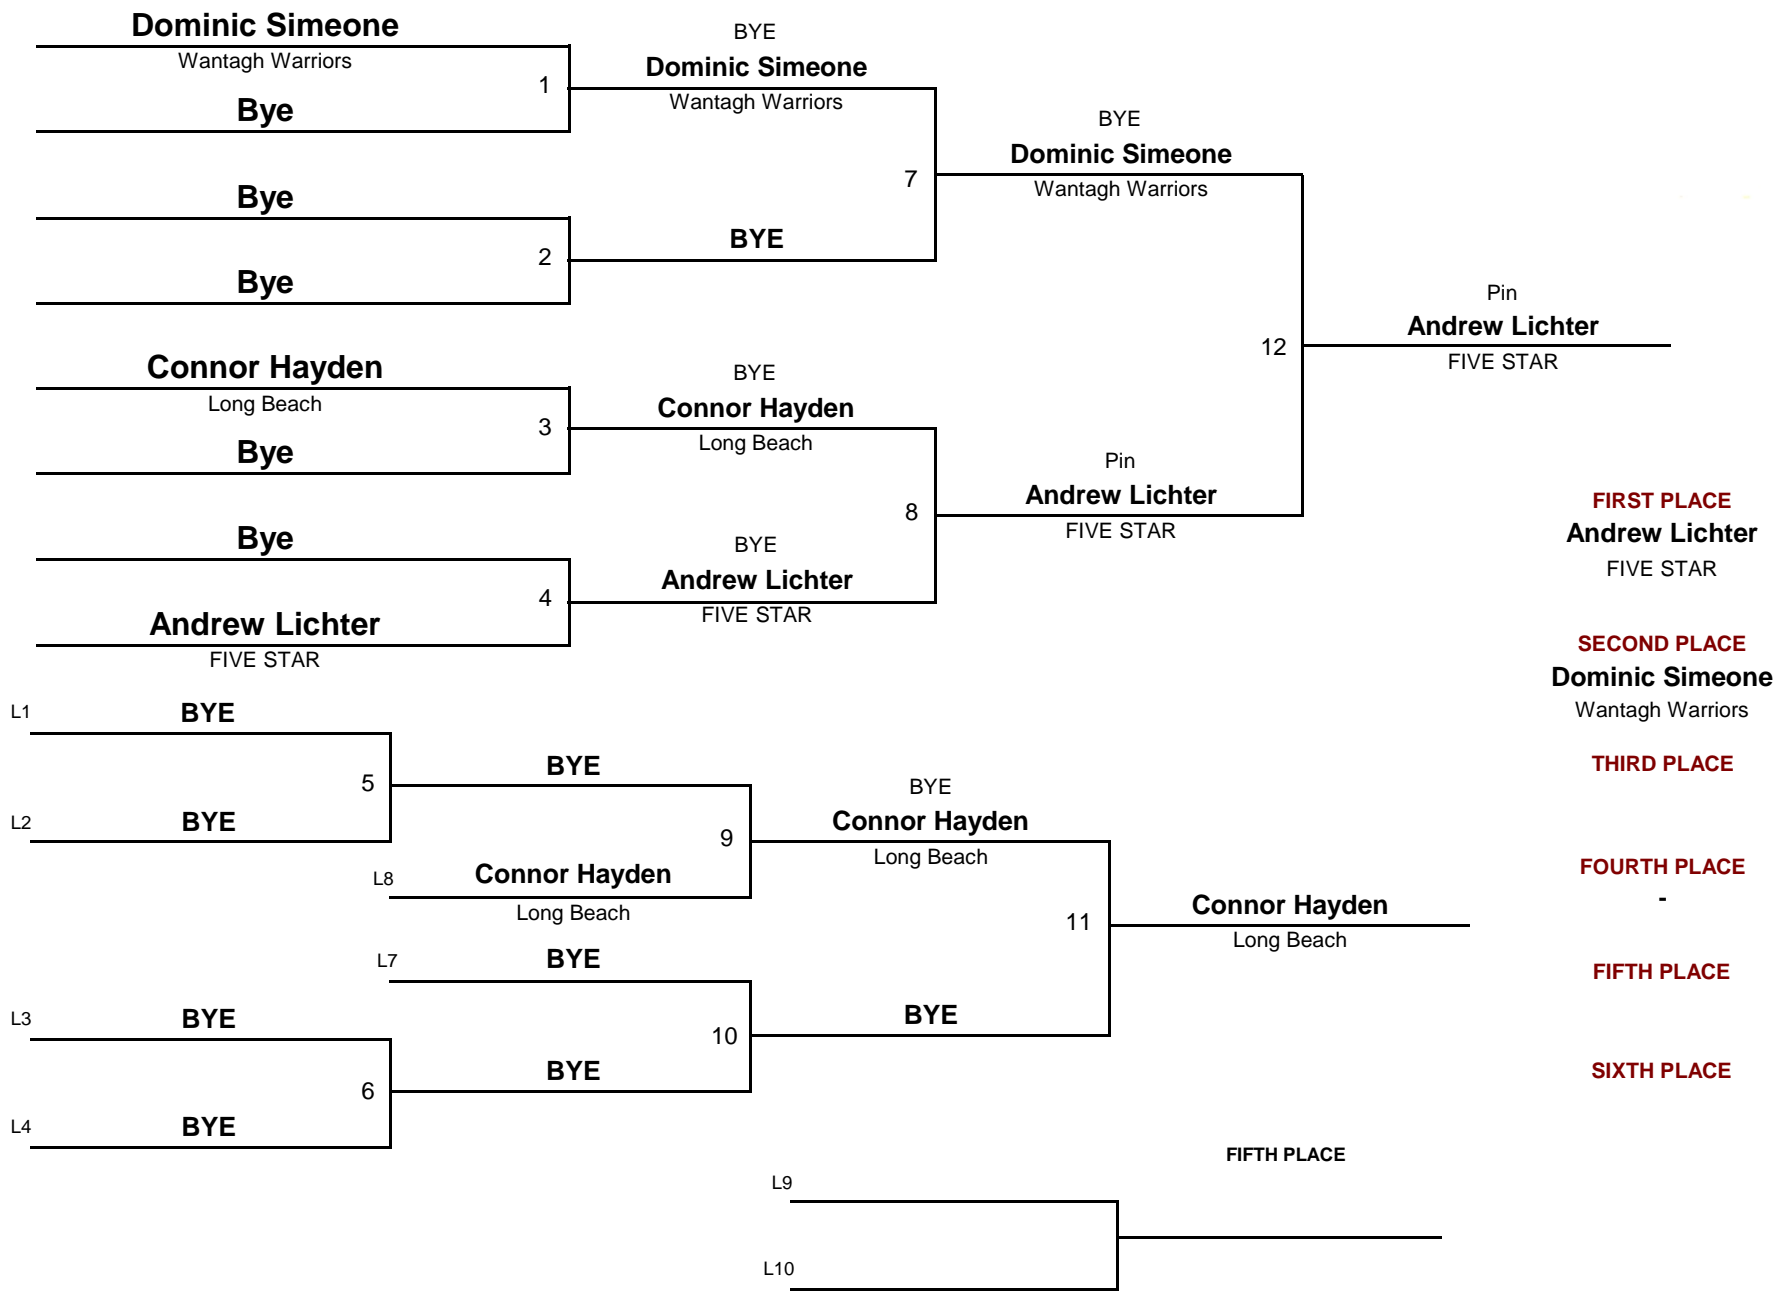 Dominic Simeone
Wantagh Warriors
1
Bye
BYE
Dominic Simeone
Wantagh Warriors
7
Bye
2
Bye
BYE
BYE
Dominic Simeone
Wantagh Warriors
12
Connor Hayden
Long Beach
3
Bye
BYE
Connor Hayden
Long Beach
8
Bye
4
Andrew Lichter
FIVE STAR
BYE
Andrew Lichter
FIVE STAR
Pin
Andrew Lichter
FIVE STAR
Pin
Andrew Lichter
FIVE STAR
FIRST PLACE
Andrew Lichter
FIVE STAR
SECOND PLACE
Dominic Simeone
Wantagh Warriors
THIRD PLACE
FOURTH PLACE
-
FIFTH PLACE
SIXTH PLACE
L1
BYE
5
L2
BYE
BYE
9
L8
Connor Hayden
Long Beach
BYE
Connor Hayden
Long Beach
11
L7
BYE
10
L3
BYE
6
L4
BYE
BYE
BYE
Connor Hayden
Long Beach
FIFTH PLACE
L9
L10